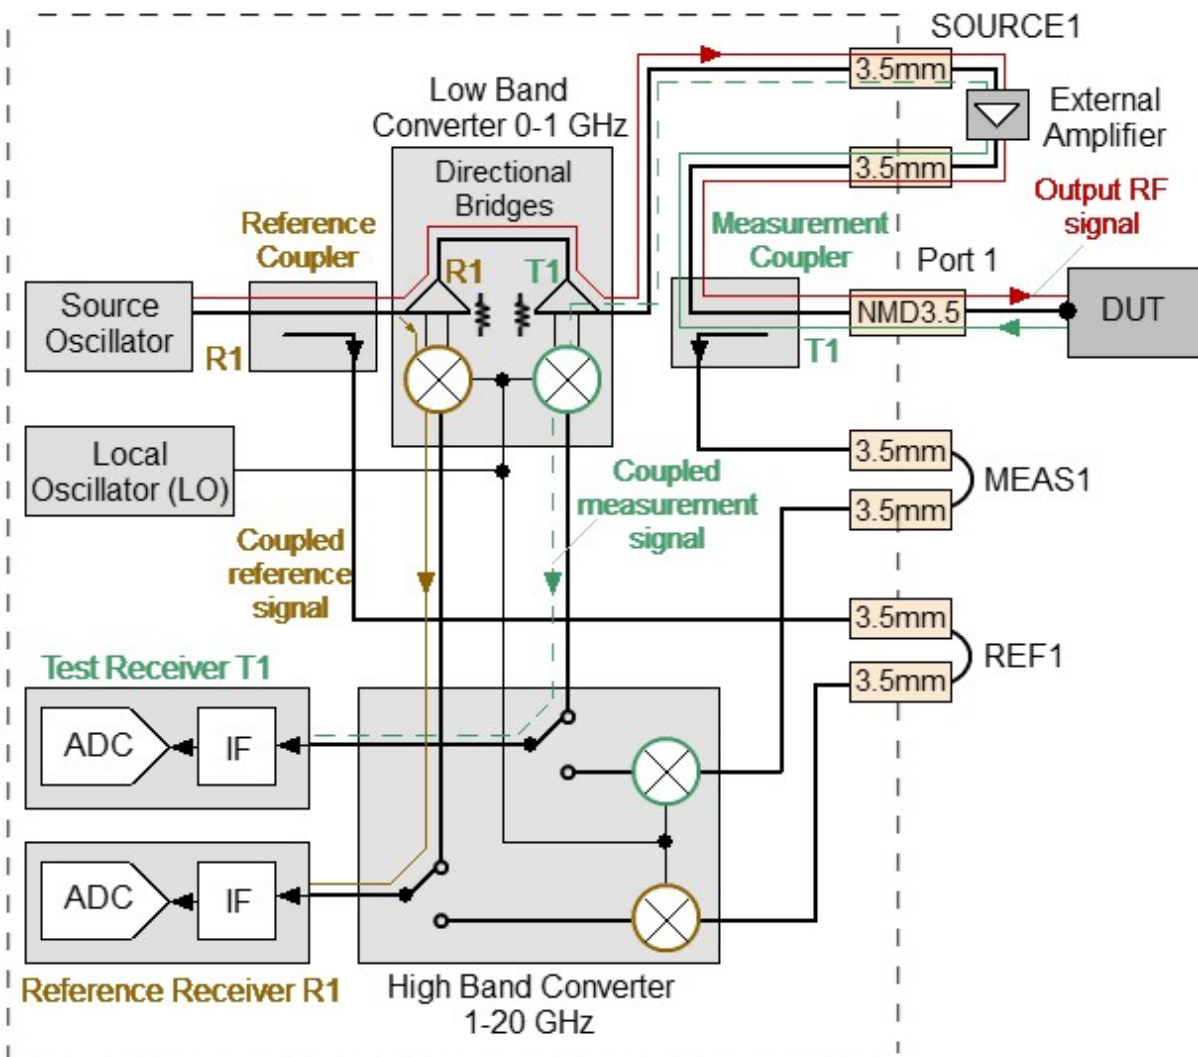 SOURCE1
3.5mm
Low Band
Converter 0-1 GHz
External
Amplifier
Directional
Bridges
3.5mm
Output RF
signal
Reference
Coupler
Measurement
Coupler
R1
T1
Port 1
Source
Oscillator
R1
T1
NMD3.5
DUT
Local
Oscillator (LO)
3.5mm
MEAS1
3.5mm
Coupled
measurement
signal
Coupled
reference
signal
3.5mm
REF1
3.5mm
Test Receiver T1
ADC
IF
ADC
IF
Reference Receiver R1
High Band Converter
1-20 GHz